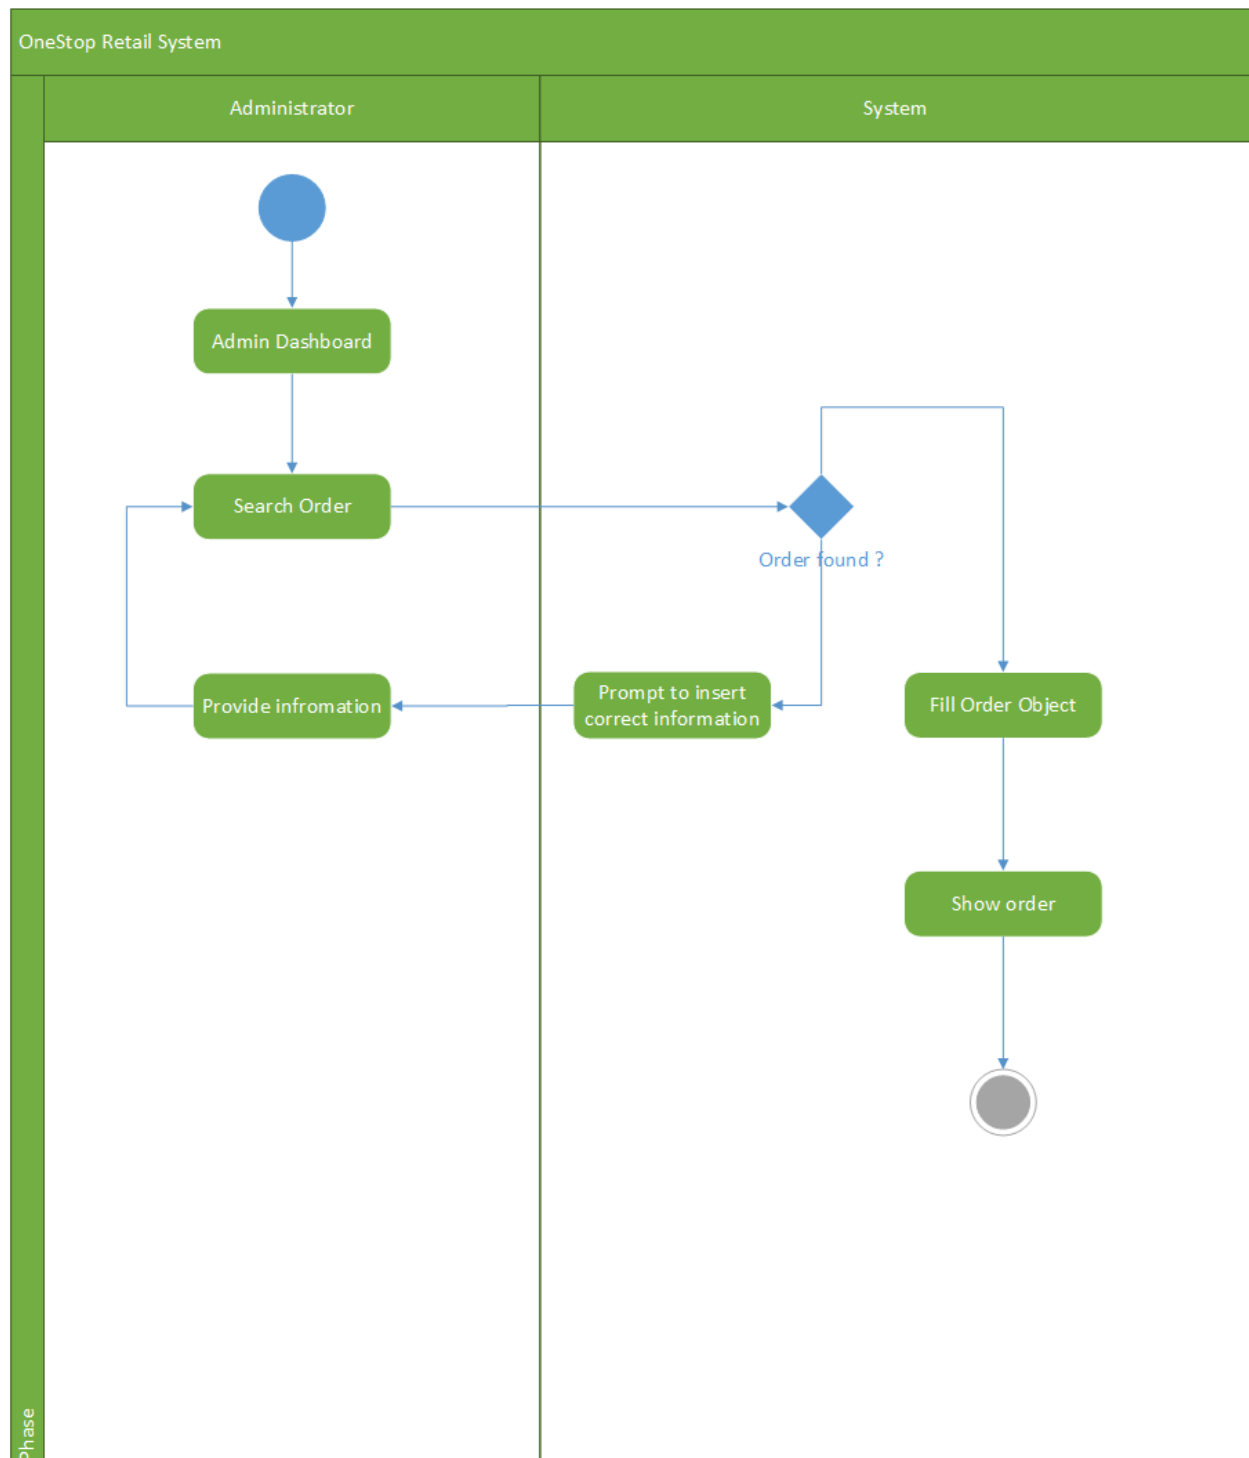 OneStop Retail System
Administrator
System
Admin Dashboard
Search Order
Order found ?
Provide infromation
Prompt to insert
correct information
Fill Order Object
Show order
Phase